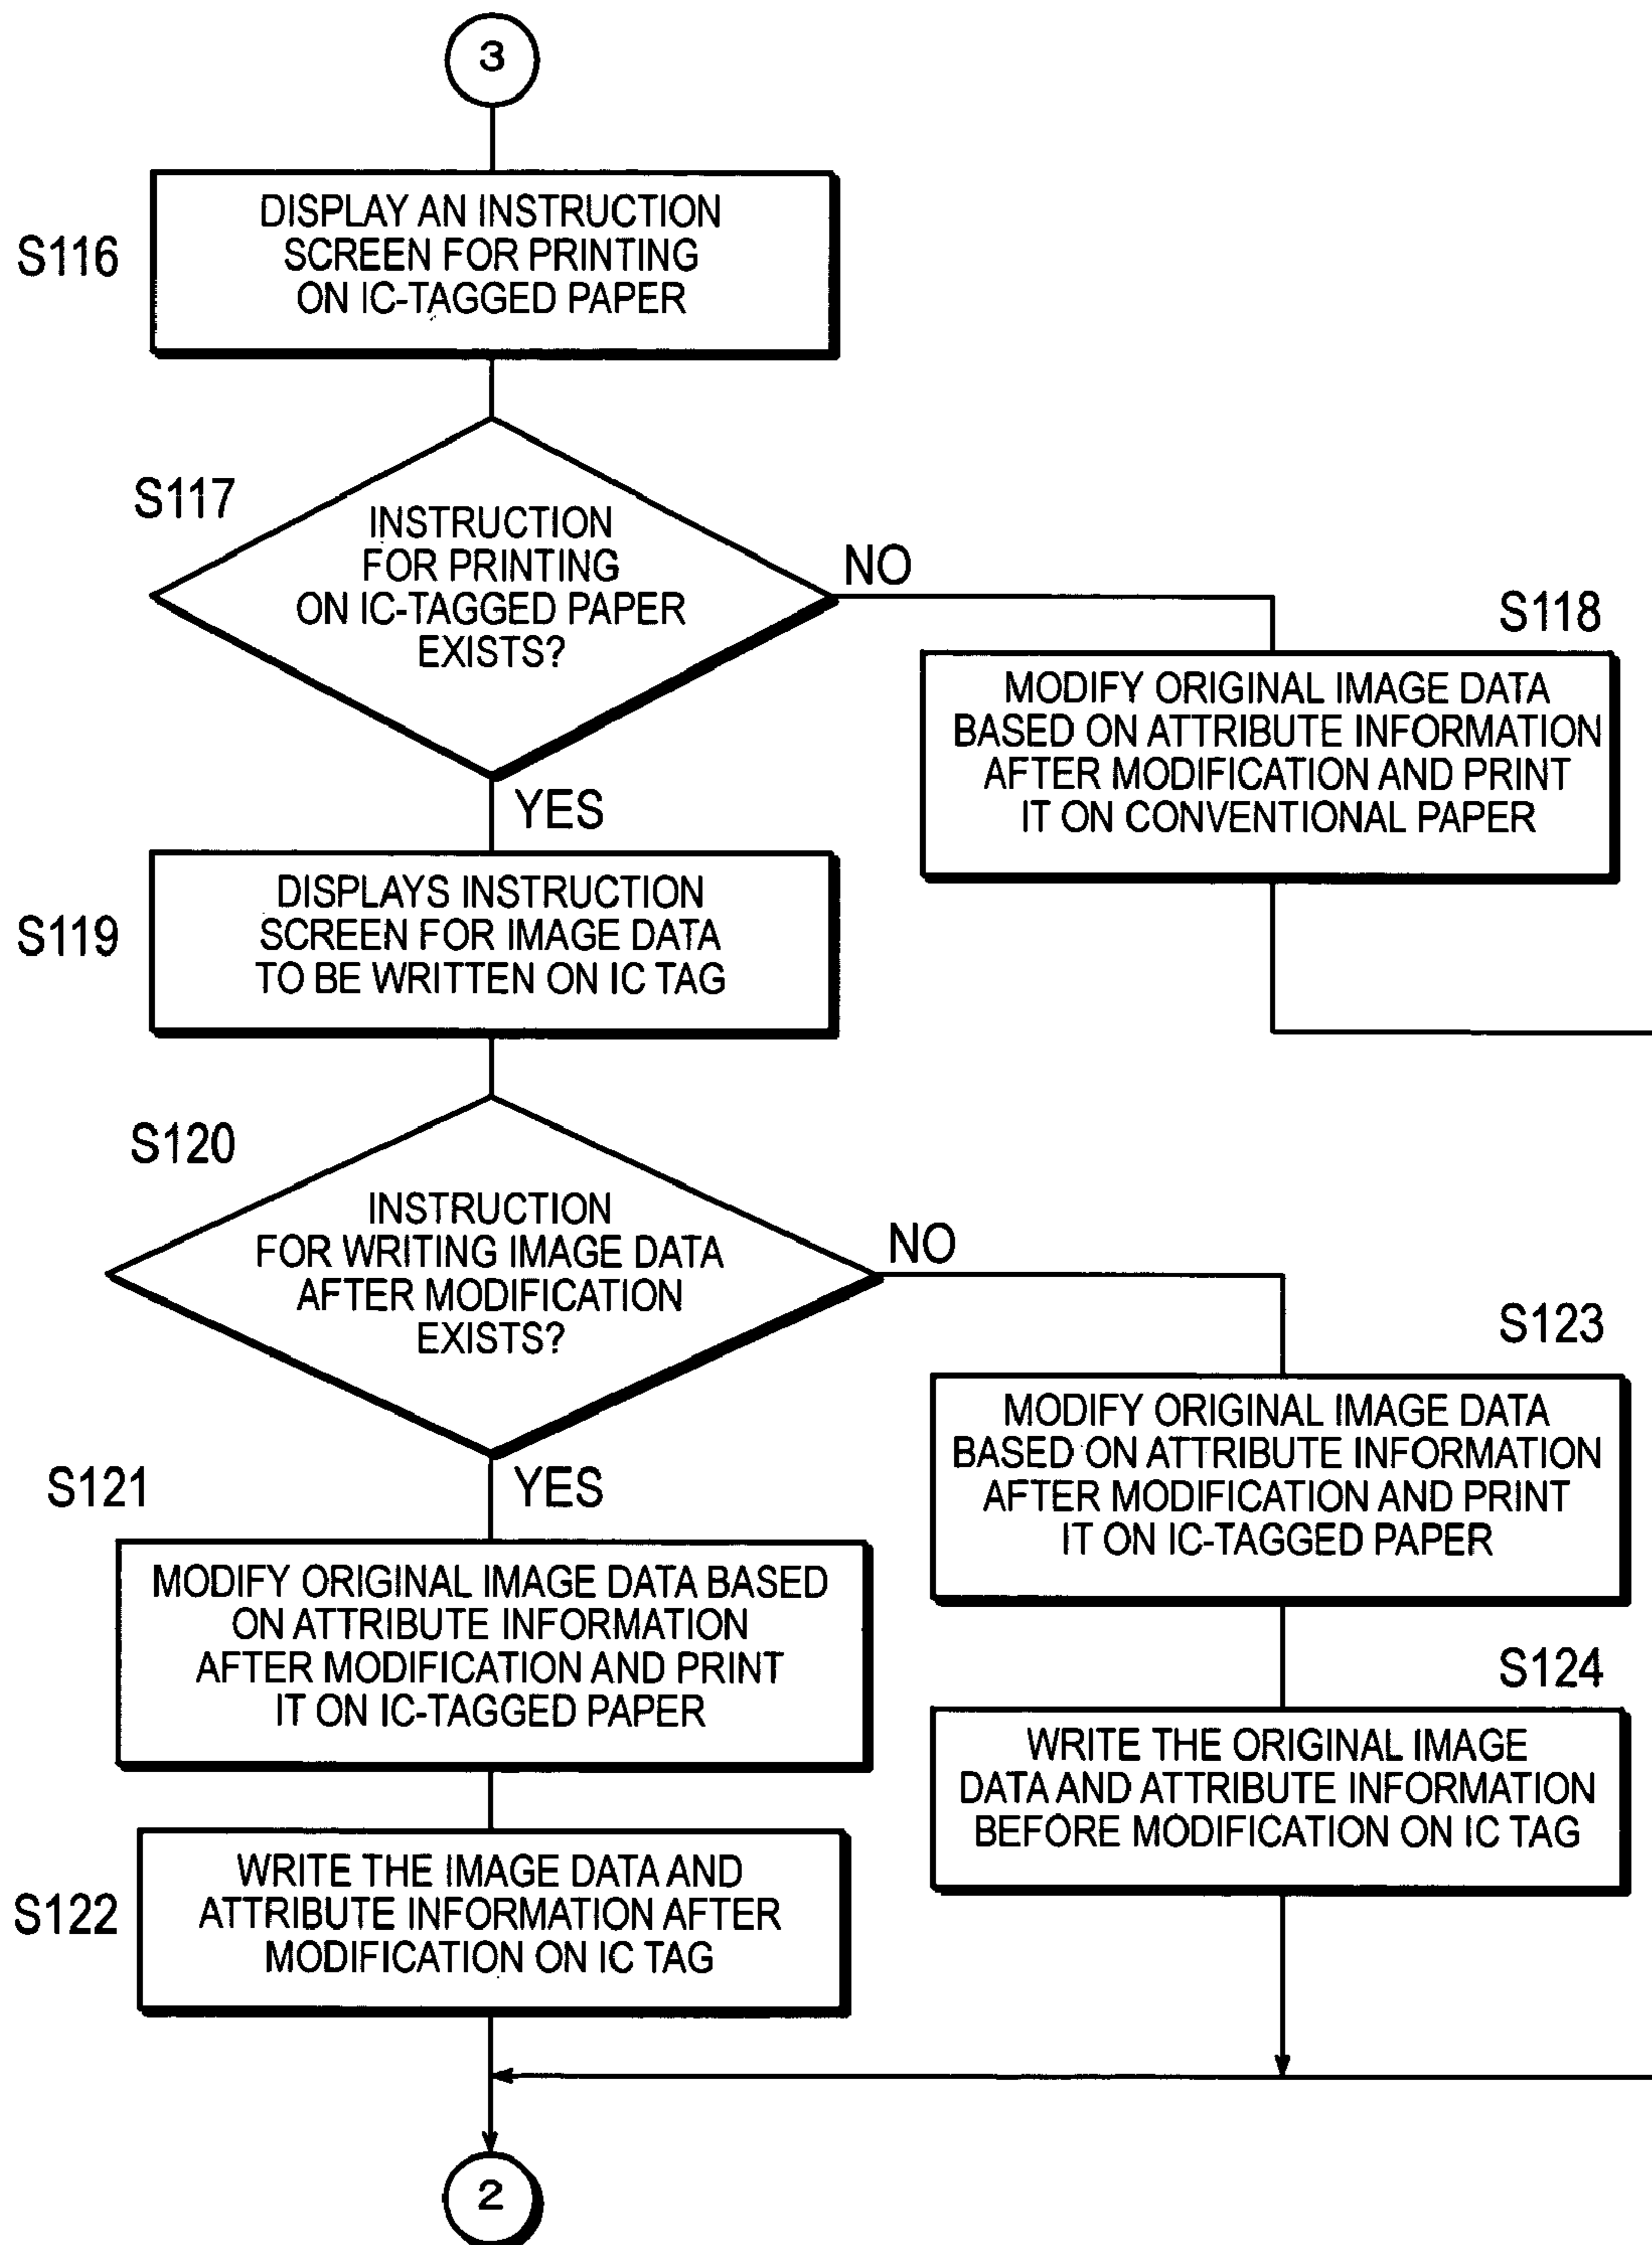 3
S116
DISPLAY AN INSTRUCTION
SCREEN FOR PRINTING
ON IC-TAGGED PAPER
S117
INSTRUCTION
FOR PRINTING
ON IC-TAGGED PAPER
EXISTS?
NO
S118
MODIFY ORIGINAL IMAGE DATA
BASED ON ATTRIBUTE INFORMATION
AFTER MODIFICATION AND PRINT
IT ON CONVENTIONAL PAPER
YES
S119
DISPLAYS INSTRUCTION
SCREEN FOR IMAGE DATA
TO BE WRITTEN ON IC TAG
S120
INSTRUCTION
FOR WRITING IMAGE DATA
AFTER MODIFICATION
EXISTS?
NO
S123
MODIFY ORIGINAL IMAGE DATA
BASED ON ATTRIBUTE INFORMATION
AFTER MODIFICATION AND PRINT
IT ON IC-TAGGED PAPER
YES
S121
MODIFY ORIGINAL IMAGE DATA BASED
ON ATTRIBUTE INFORMATION
AFTER MODIFICATION AND PRINT
IT ON IC-TAGGED PAPER
S124
WRITE THE ORIGINAL IMAGE
DATA AND ATTRIBUTE INFORMATION
BEFORE MODIFICATION ON IC TAG
S122
WRITE THE IMAGE DATA AND
ATTRIBUTE INFORMATION AFTER
MODIFICATION ON IC TAG
2